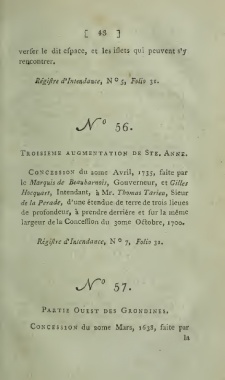 [ 48 ]
verser le dit espace, et les islets qui peuvent s'y
rencontrer.
Régistre d'Intendance, N° 5, Folio 31.
N° 56.
TROISIEME AUGMENTATION DE STE. ANNE.
CONCESSION du 20me Avril, 1735, faite par
le Marquis de Beauharnois, Gouverneur, et Gilles
Hocquart, Intendant, à Mr. Thomas Tarieu, Sieur
de la Perade, d'une étendue de terre de trois lieues
de profondeur, à prendre derrière et sur la même
largeur de la Concession du 30me Octobre, 1700.
Régistre d'Intendance, N° 7, Folio 32.
N° 57.
PARTIE OUEST DES GRONDINES.
CONCESSION du 20me Mars, 1638, faite par
la